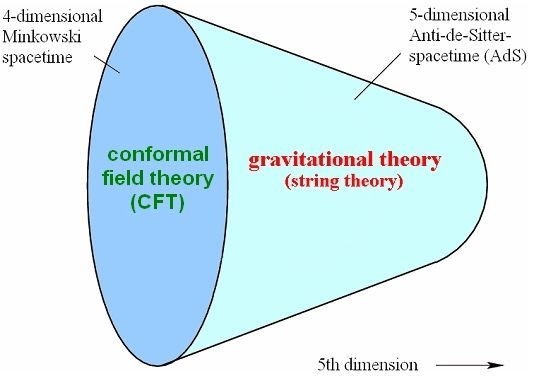 4-dimensional
Minkowski
spacetime
5-dimensional
Anti-de-Sitter-
spacetime (AdS)
conformal
field theory
(CFT)
gravitational theory
(string theory)
5th dimension